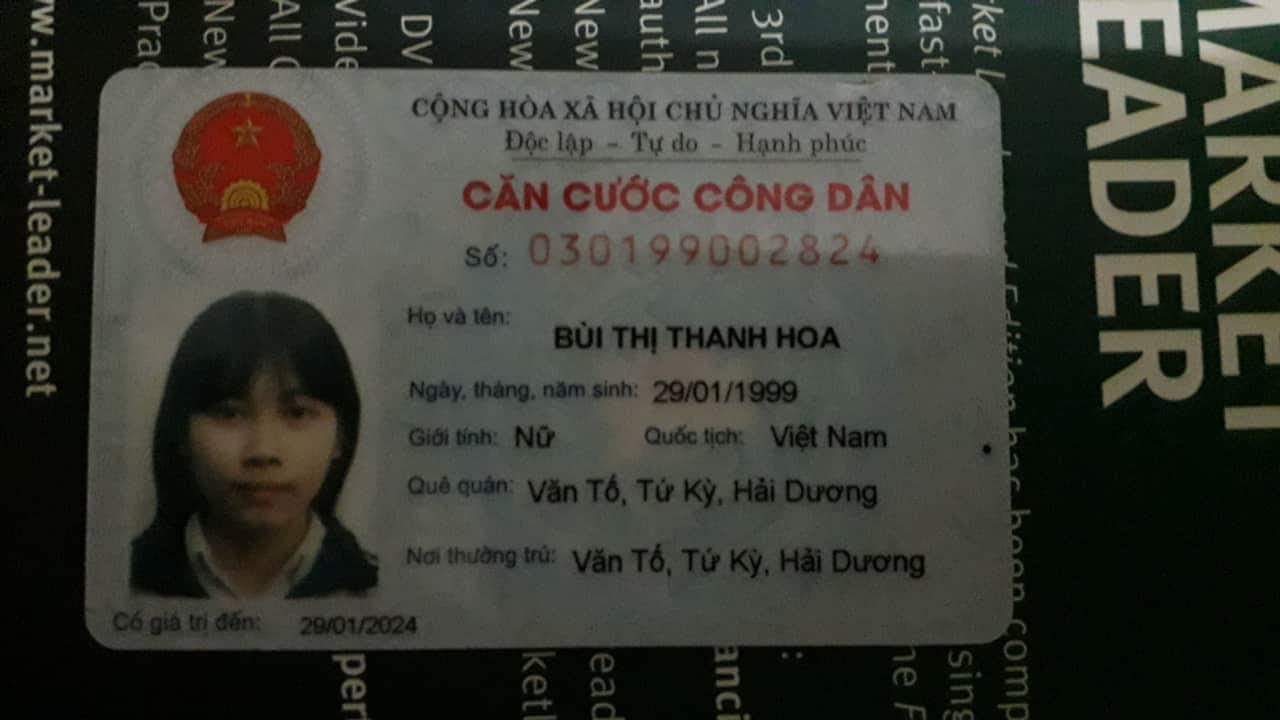 CỘNG HÒA XÃ HỘI CHỦ NGHĨA VIỆT NAM
Độc lập - Tự do - Hạnh phúc
CĂN CƯỚC CÔNG DÂN
Số: 030199002824
Họ và tên:
BÙI THỊ THANH HOA
Ngày, tháng, năm sinh: 29/01/1999
Giới tính: Nữ Quốc tịch: Việt Nam
Quê quán: Văn Tố, Tứ Kỳ, Hải Dương
Nơi thường trú: Văn Tố, Tứ Kỳ, Hải Dương
Có giá trị đến: 29/01/2024
MARKET
LEADER
www.market-leader.net